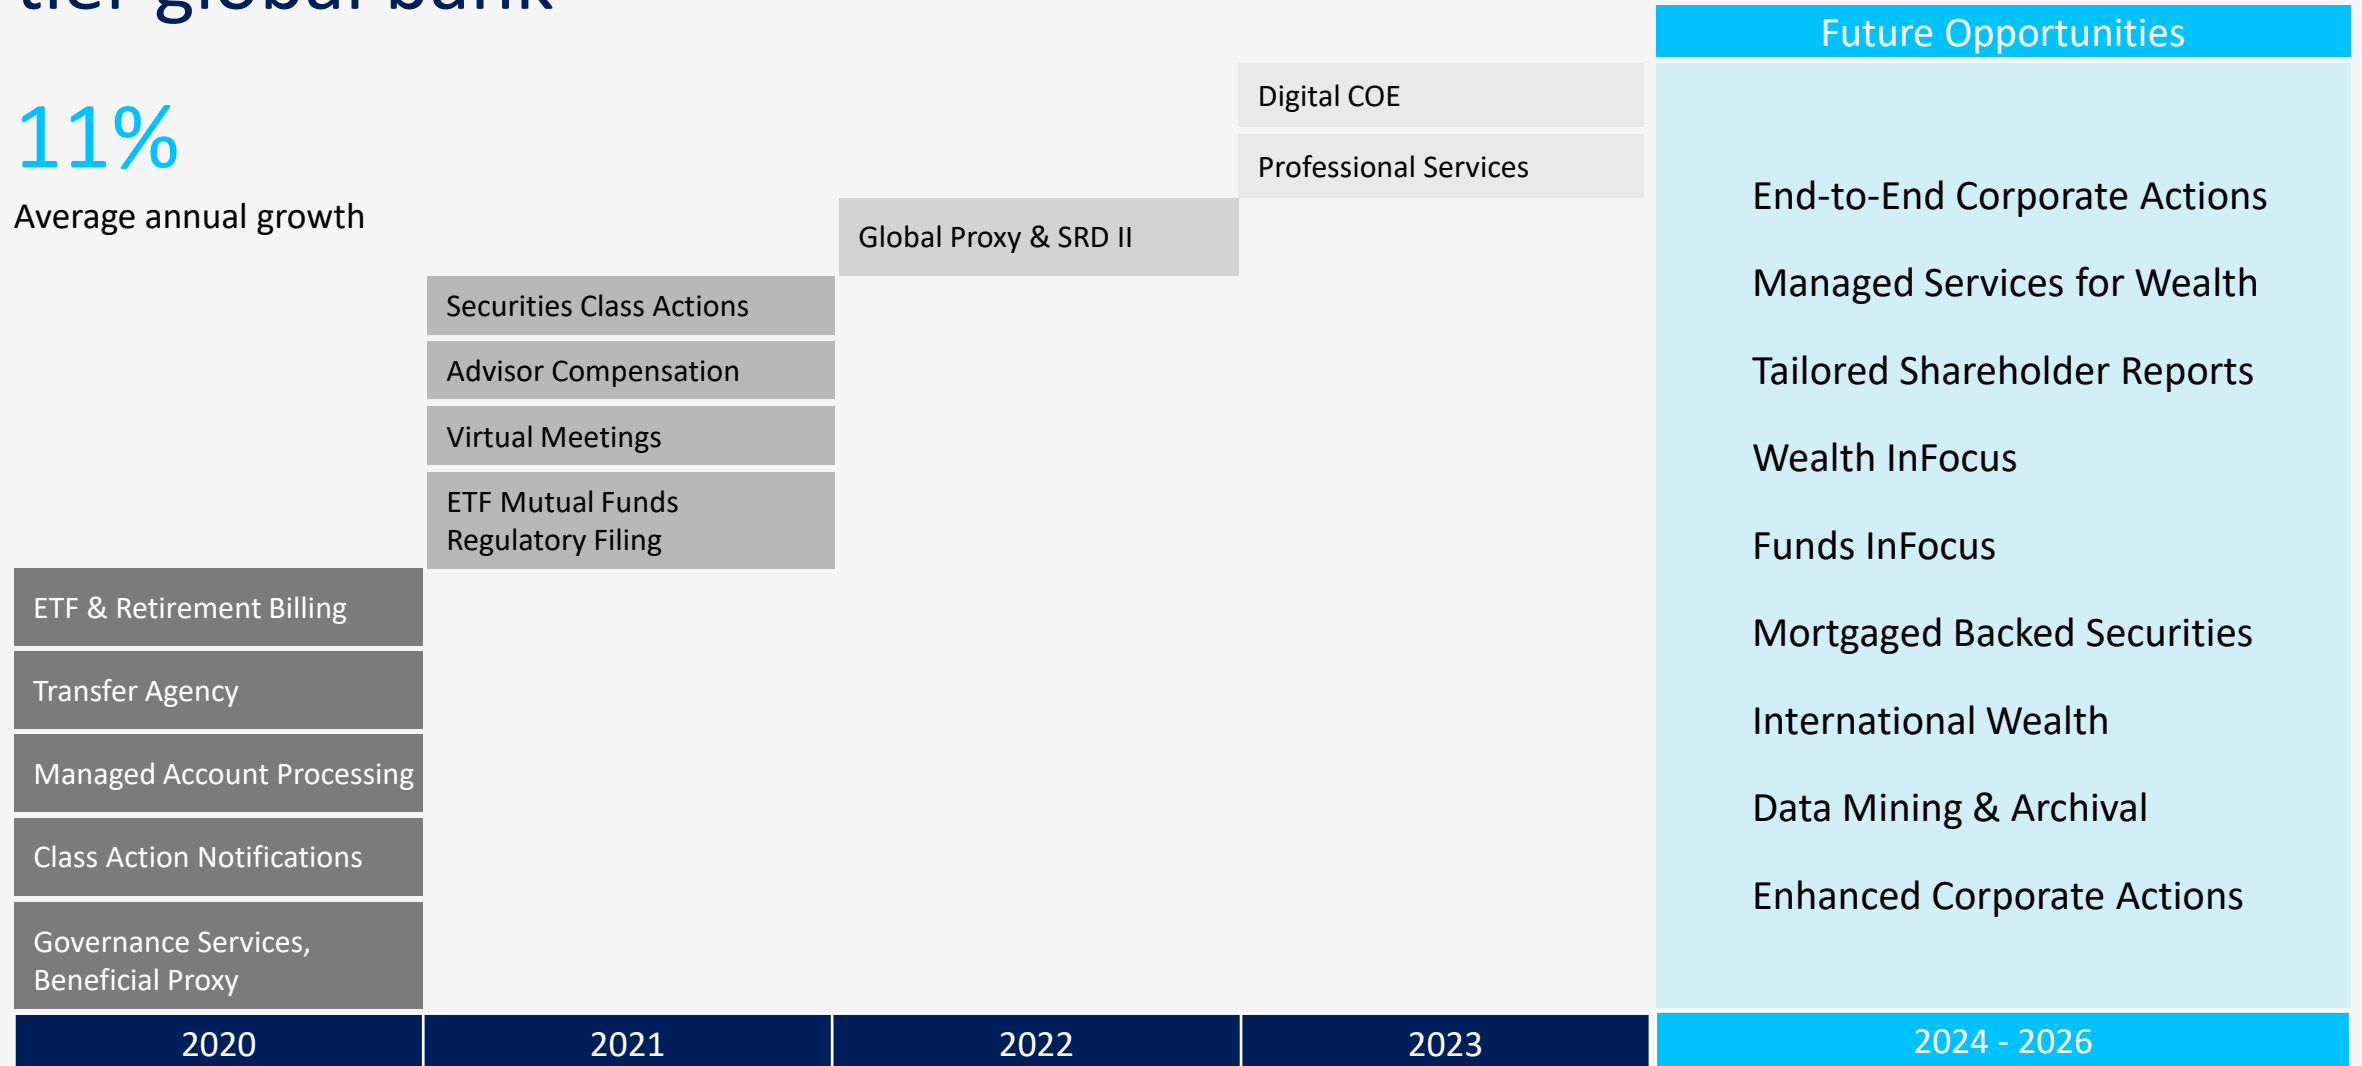 tier global bank
11%
Average annual growth
ETF & Retirement Billing
Transfer Agency
Managed Account Processing
Class Action Notifications
Governance Services,
Beneficial Proxy
2020
Securities Class Actions
Advisor Compensation
Virtual Meetings
ETF Mutual Funds
Regulatory Filing
2021
Global Proxy & SRD II
2022
Digital COE
Professional Services
2023
Future Opportunities
End-to-End Corporate Actions
Managed Services for Wealth
Tailored Shareholder Reports
Wealth InFocus
Funds InFocus
Mortgaged Backed Securities
International Wealth
Data Mining & Archival
Enhanced Corporate Actions
2024 - 2026